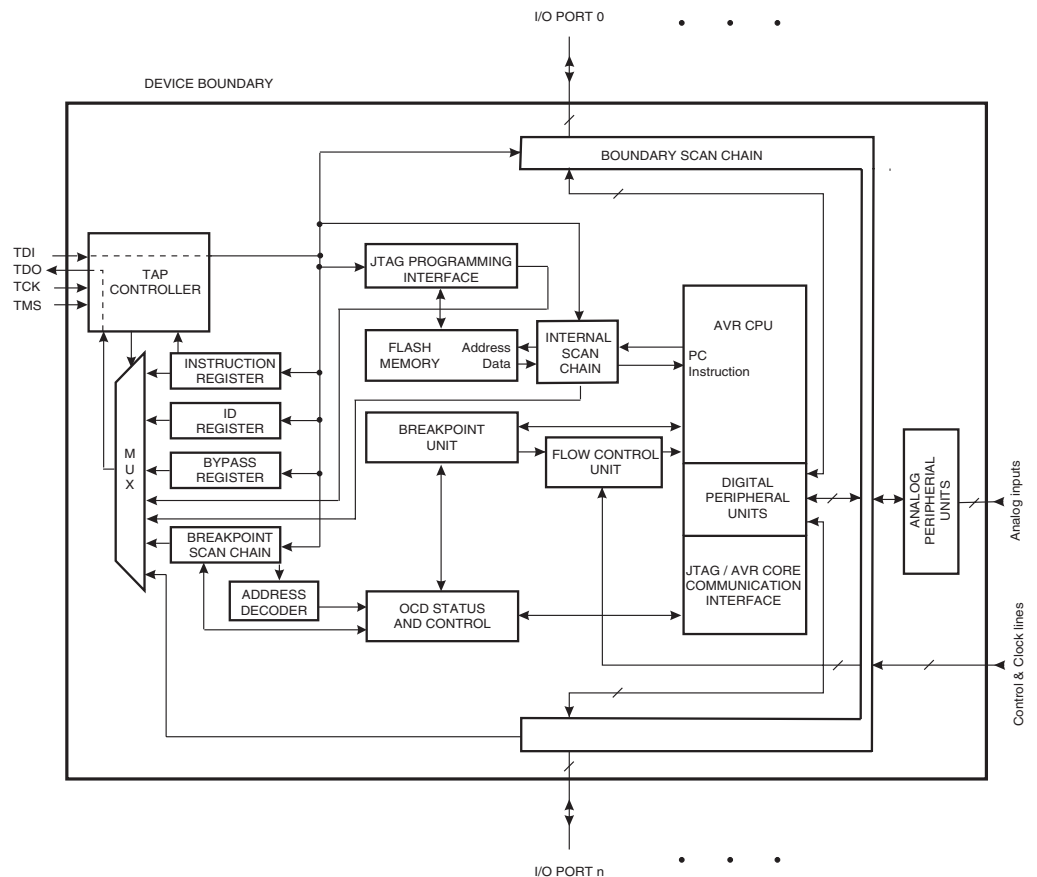 I/O PORT 0
DEVICE BOUNDARY
BOUNDARY SCAN CHAIN
TDI
TDO
TCK
TMS
TAP
CONTROLLER
JTAG PROGRAMMING
INTERFACE
AVR CPU
FLASH
MEMORY
Address
Data
INTERNAL
SCAN
CHAIN
PC
Instruction
INSTRUCTION
REGISTER
ID
REGISTER
BYPASS
REGISTER
M
U
X
BREAKPOINT
UNIT
FLOW CONTROL
UNIT
DIGITAL
PERIPHERAL
UNITS
ANALOG
PERIPHERIAL
UNITS
Analog inputs
BREAKPOINT
SCAN CHAIN
ADDRESS
DECODER
OCD STATUS
AND CONTROL
JTAG / AVR CORE
COMMUNICATION
INTERFACE
Control & Clock lines
I/O PORT n